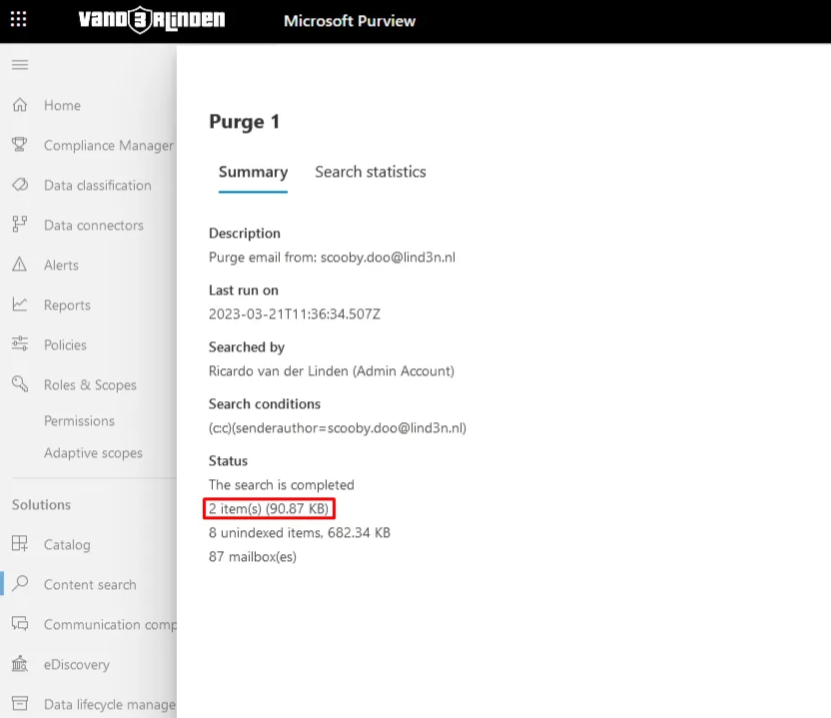 VAND3RLINDEN
Microsoft Purview
Home
Compliance Manager
Data classification
Data connectors
Alerts
Reports
Policies
Roles & Scopes
Permissions
Adaptive scopes
Solutions
Catalog
Content search
Communication comp
eDiscovery
Data lifecycle manage
Purge 1
Summary Search statistics
Description
Purge email from: scooby.doo@lind3n.nl
Last run on
2023-03-21T11:36:34.507Z
Searched by
Ricardo van der Linden (Admin Account)
Search conditions
(c:c)(senderauthor=scooby.doo@lind3n.nl)
Status
The search is completed
2 item(s) (90.87 KB)
8 unindexed items, 682.34 KB
87 mailbox(es)